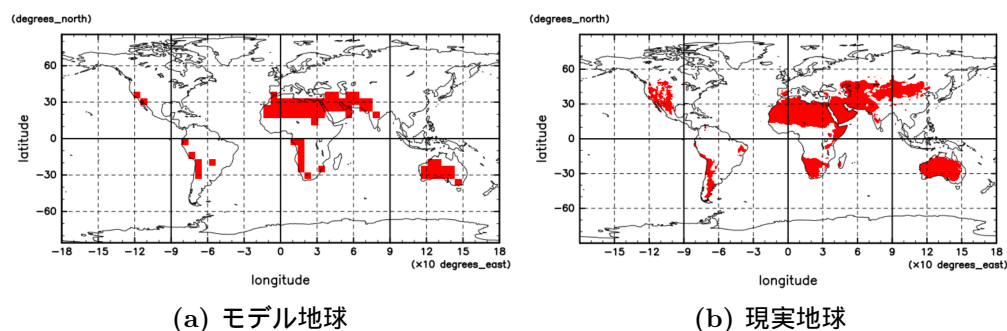 (degrees_north)
60
30
0
−30
−60
latitude
−18 −15 −12 −9 −6 −3 0 3 6 9 12 15 18
(×10 degrees_east)
longitude
(a) モデル地球
(degrees_north)
60
30
0
−30
−60
latitude
−18 −15 −12 −9 −6 −3 0 3 6 9 12 15 18
(×10 degrees_east)
longitude
(b) 現実地球